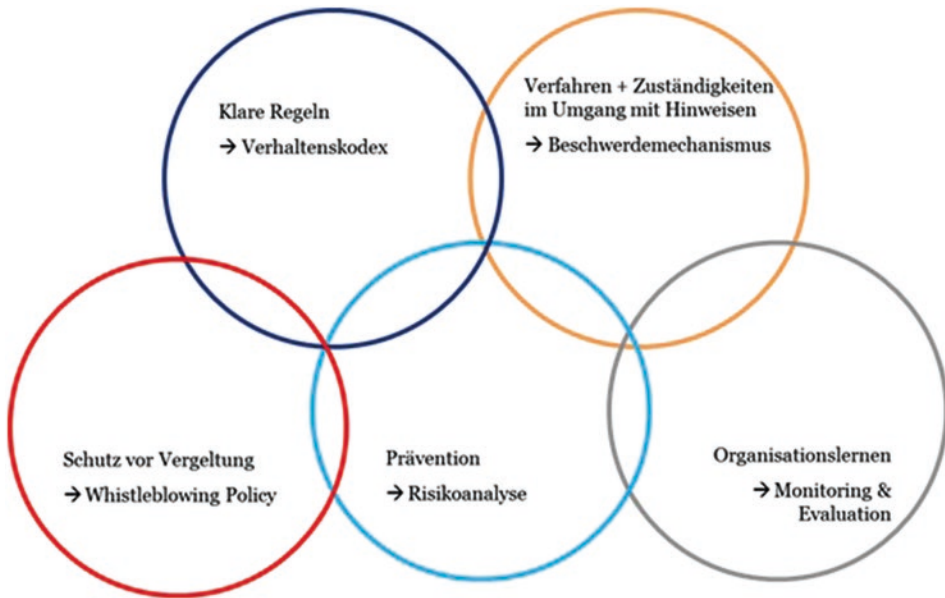 Klare Regeln
→ Verhaltenskodex
Verfahren + Zuständigkeiten
im Umgang mit Hinweisen
→ Beschwerdemechanismus
Schutz vor Vergeltung
→ Whistleblowing Policy
Prävention
→ Risikoanalyse
Organisationslernen
→ Monitoring &
Evaluation